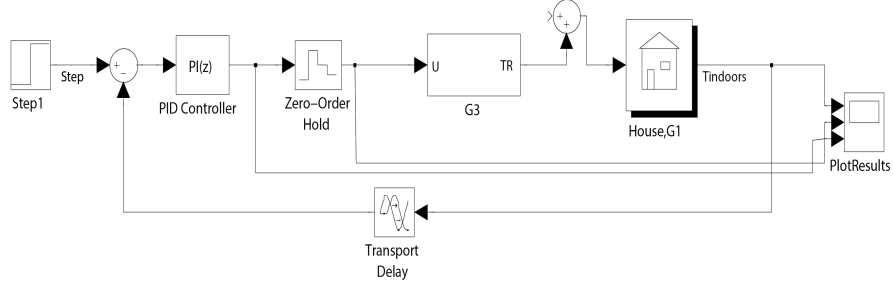 Step1
Step
+
−
PI(z)
PID Controller
Zero−Order
Hold
U
TR
G3
+
+
House,G1
Tindoors
PlotResults
Transport
Delay